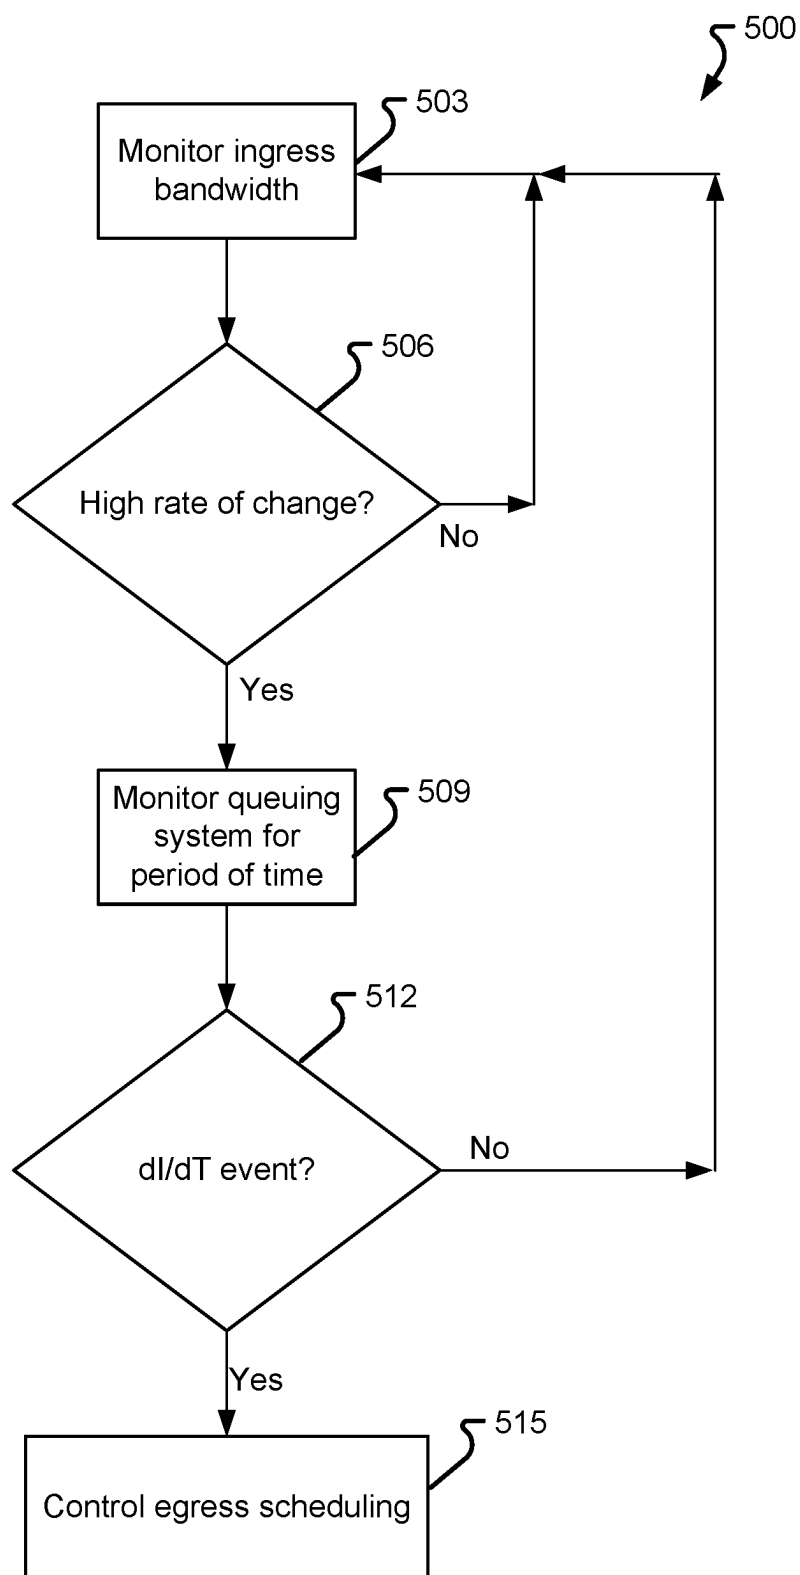 500
503
Monitor ingress
bandwidth
506
High rate of change?
No
Yes
509
Monitor queuing
system for
period of time
512
dI/dT event?
No
Yes
515
Control egress scheduling